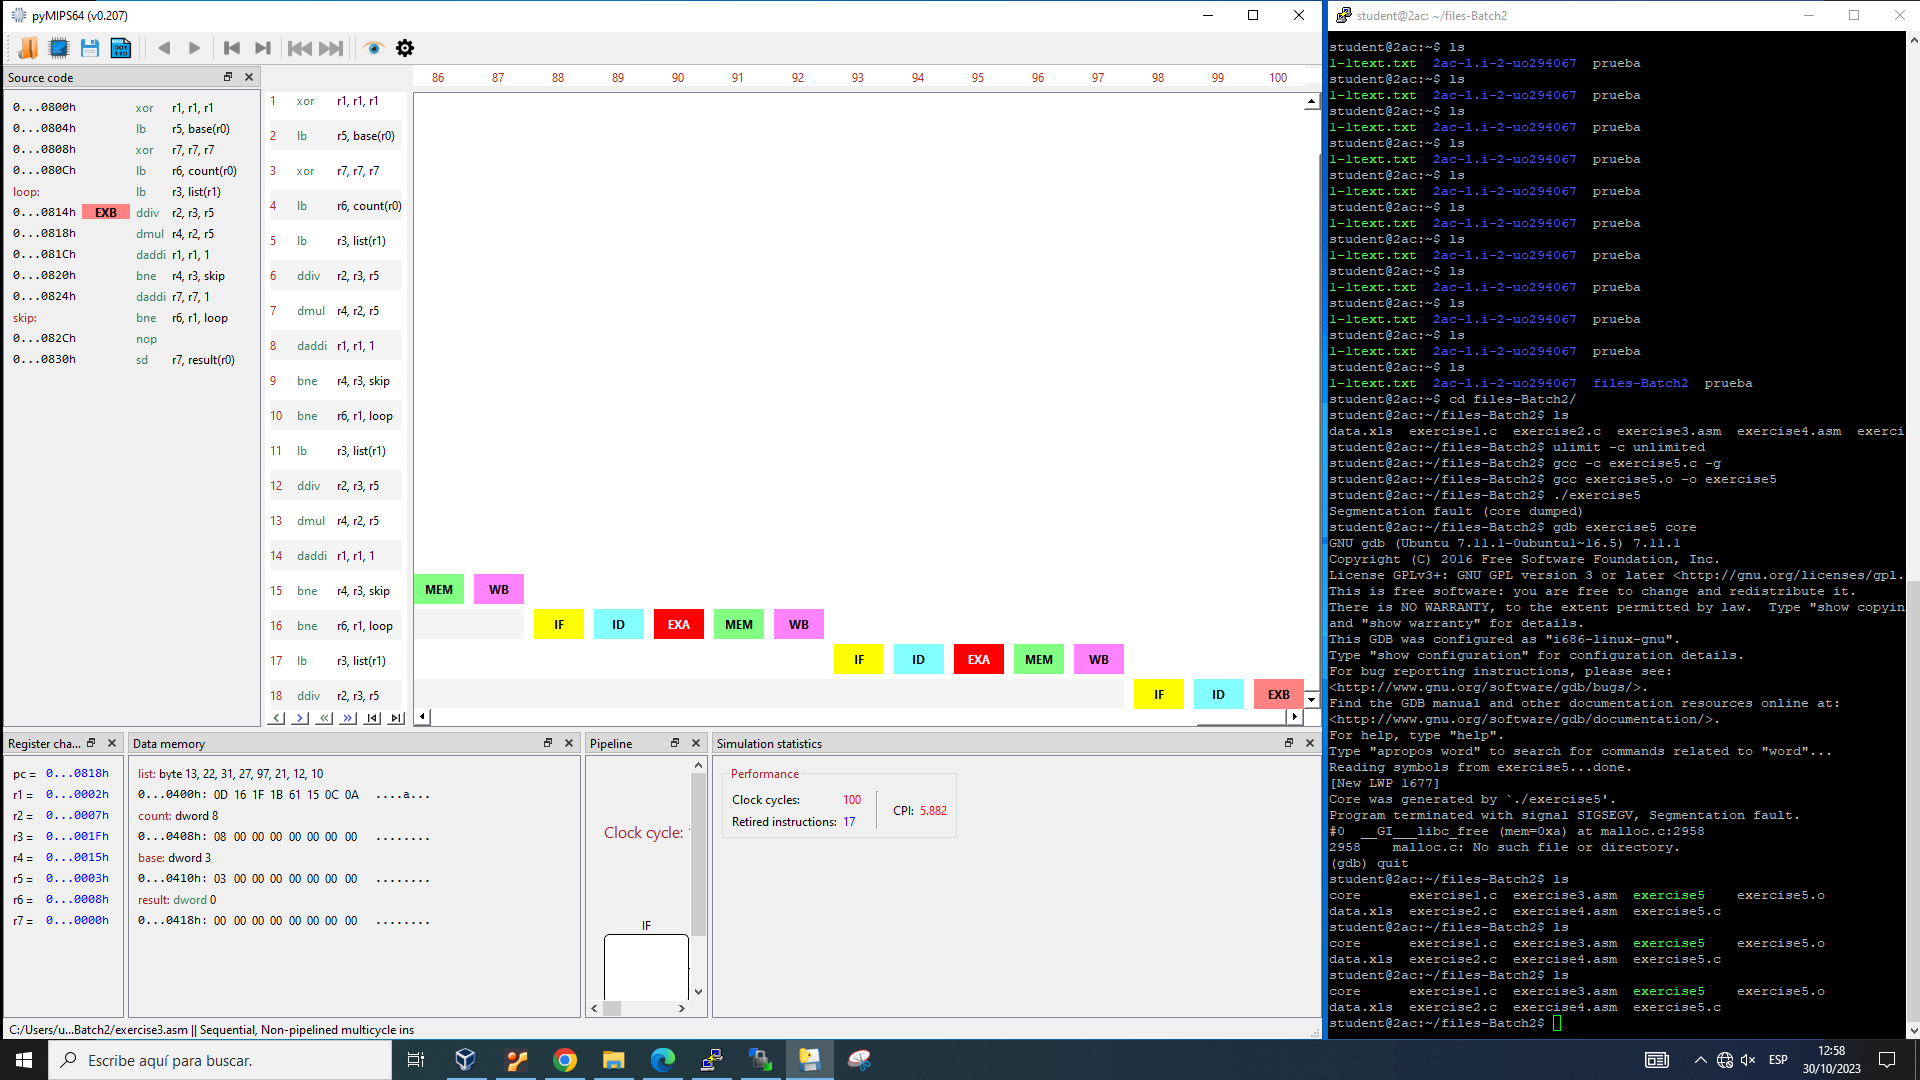 pyMIPS64 (v0.207)
Source code
0...0800h xor r1, r1, r1
0...0804h lb r5, base(r0)
0...0808h xor r7, r7, r7
0...080Ch lb r6, count(r0)
loop: lb r3, list(r1)
0...0814h EXB ddiv r2, r3, r5
0...0818h dmul r4, r2, r5
0...081Ch daddi r1, r1, 1
0...0820h bne r4, r3, skip
0...0824h daddi r7, r7, 1
skip: bne r6, r1, loop
0...082Ch nop
0...0830h sd r7, result(r0)
86 87 88 89 90 91 92 93 94 95 96 97 98 99 100
1 xor r1, r1, r1
2 lb r5, base(r0)
3 xor r7, r7, r7
4 lb r6, count(r0)
5 lb r3, list(r1)
6 ddiv r2, r3, r5
7 dmul r4, r2, r5
8 daddi r1, r1, 1
9 bne r4, r3, skip
10 bne r6, r1, loop
11 lb r3, list(r1)
12 ddiv r2, r3, r5
13 dmul r4, r2, r5
14 daddi r1, r1, 1
15 bne r4, r3, skip MEM WB
16 bne r6, r1, loop IF ID EXA MEM WB
17 lb r3, list(r1) IF ID EXA MEM WB
18 ddiv r2, r3, r5 IF ID EXB
Register cha...
pc = 0...0818h
r1 = 0...0002h
r2 = 0...0007h
r3 = 0...001Fh
r4 = 0...0015h
r5 = 0...0003h
r6 = 0...0008h
r7 = 0...0000h
Data memory
list: byte 13, 22, 31, 27, 97, 21, 12, 10
0...0400h: 0D 16 1F 1B 61 15 0C 0A ....a...
count: dword 8
0...0408h: 08 00 00 00 00 00 00 00 ........
base: dword 3
0...0410h: 03 00 00 00 00 00 00 00 ........
result: dword 0
0...0418h: 00 00 00 00 00 00 00 00 ........
Pipeline
Clock cycle:
IF
Simulation statistics
Performance
Clock cycles: 100
Retired instructions: 17
CPI: 5.882
C:/Users/u...Batch2/exercise3.asm || Sequential, Non-pipelined multicycle ins
student@2ac: ~/files-Batch2
student@2ac:~$ ls
1-1text.txt 2ac-1.i-2-uo294067 prueba
student@2ac:~$ ls
1-1text.txt 2ac-1.i-2-uo294067 prueba
student@2ac:~$ ls
1-1text.txt 2ac-1.i-2-uo294067 prueba
student@2ac:~$ ls
1-1text.txt 2ac-1.i-2-uo294067 prueba
student@2ac:~$ ls
1-1text.txt 2ac-1.i-2-uo294067 prueba
student@2ac:~$ ls
1-1text.txt 2ac-1.i-2-uo294067 prueba
student@2ac:~$ ls
1-1text.txt 2ac-1.i-2-uo294067 prueba
student@2ac:~$ ls
1-1text.txt 2ac-1.i-2-uo294067 prueba
student@2ac:~$ ls
1-1text.txt 2ac-1.i-2-uo294067 prueba
student@2ac:~$ ls
1-1text.txt 2ac-1.i-2-uo294067 prueba
student@2ac:~$ ls
1-1text.txt 2ac-1.i-2-uo294067 files-Batch2 prueba
student@2ac:~$ cd files-Batch2/
student@2ac:~/files-Batch2$ ls
data.xls exercise1.c exercise2.c exercise3.asm exercise4.asm exerci
student@2ac:~/files-Batch2$ ulimit -c unlimited
student@2ac:~/files-Batch2$ gcc -c exercise5.c -g
student@2ac:~/files-Batch2$ gcc exercise5.o -o exercise5
student@2ac:~/files-Batch2$ ./exercise5
Segmentation fault (core dumped)
student@2ac:~/files-Batch2$ gdb exercise5 core
GNU gdb (Ubuntu 7.11.1-0ubuntu1~16.5) 7.11.1
Copyright (C) 2016 Free Software Foundation, Inc.
License GPLv3+: GNU GPL version 3 or later <http://gnu.org/licenses/gpl.
This is free software: you are free to change and redistribute it.
There is NO WARRANTY, to the extent permitted by law.  Type "show copyin
and "show warranty" for details.
This GDB was configured as "i686-linux-gnu".
Type "show configuration" for configuration details.
For bug reporting instructions, please see:
<http://www.gnu.org/software/gdb/bugs/>.
Find the GDB manual and other documentation resources online at:
<http://www.gnu.org/software/gdb/documentation/>.
For help, type "help".
Type "apropos word" to search for commands related to "word"...
Reading symbols from exercise5...done.
[New LWP 1677]
Core was generated by `./exercise5'.
Program terminated with signal SIGSEGV, Segmentation fault.
#0  __GI___libc_free (mem=0xa) at malloc.c:2958
2958    malloc.c: No such file or directory.
(gdb) quit
student@2ac:~/files-Batch2$ ls
core exercise1.c exercise3.asm exercise5 exercise5.o
data.xls exercise2.c exercise4.asm exercise5.c
student@2ac:~/files-Batch2$ ls
core exercise1.c exercise3.asm exercise5 exercise5.o
data.xls exercise2.c exercise4.asm exercise5.c
student@2ac:~/files-Batch2$ ls
core exercise1.c exercise3.asm exercise5 exercise5.o
data.xls exercise2.c exercise4.asm exercise5.c
student@2ac:~/files-Batch2$
Escribe aquí para buscar.
ESP
12:58
30/10/2023